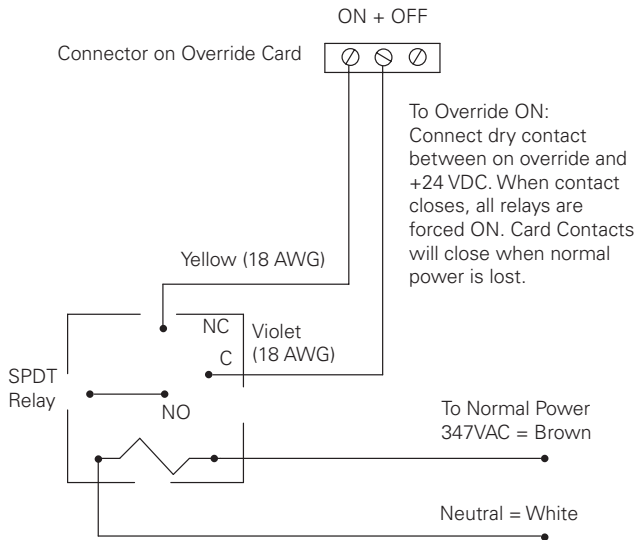 ON + OFF
Connector on Override Card
To Override ON:
Connect dry contact
between on override and
+24 VDC. When contact
closes, all relays are
forced ON. Card Contacts
will close when normal
power is lost.
Yellow (18 AWG)
NC
Violet
(18 AWG)
C
SPDT
Relay
NO
To Normal Power
347VAC = Brown
Neutral = White